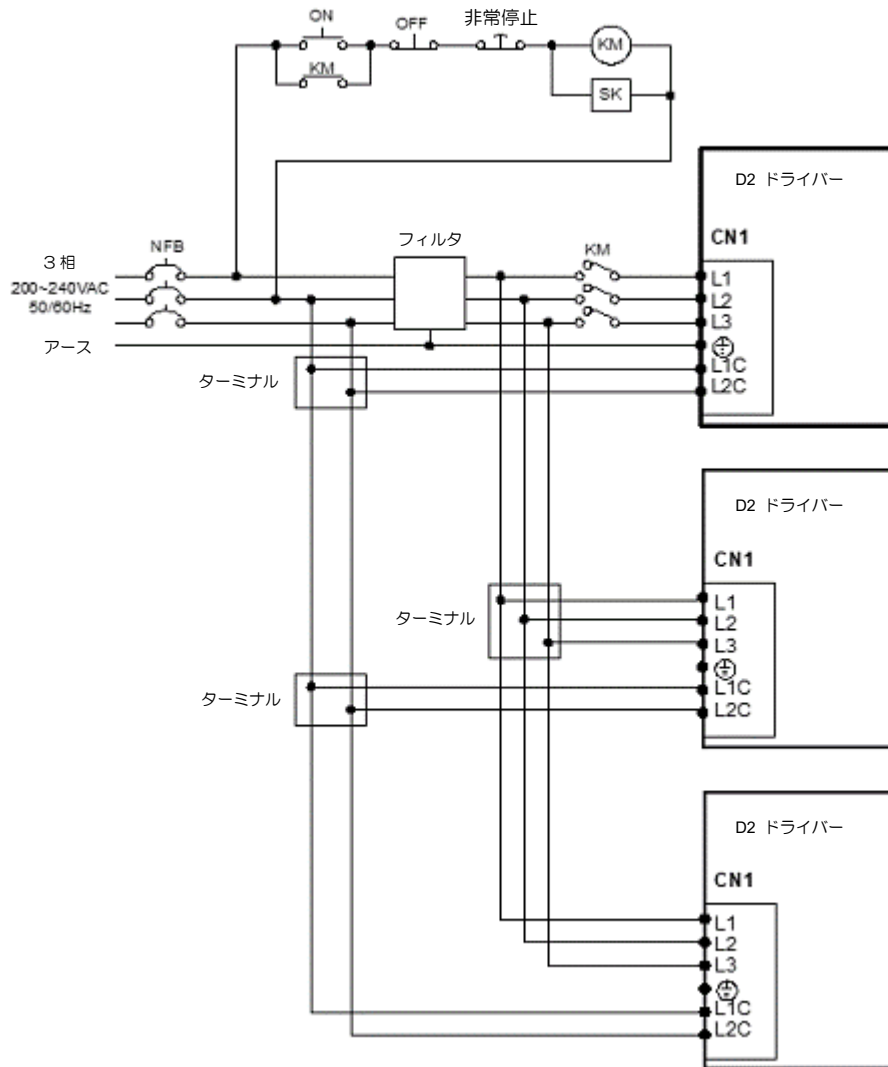 ON
OFF
非常停止
KM
KM
SK
D2 ドライバー
CN1
3相
200~240VAC
50/60Hz
NFB
フィルタ
KM
L1
L2
L3
アース
L1C
L2C
ターミナル
D2 ドライバー
CN1
ターミナル
L1
L2
L3
L1C
L2C
ターミナル
D2 ドライバー
CN1
L1
L2
L3
L1C
L2C